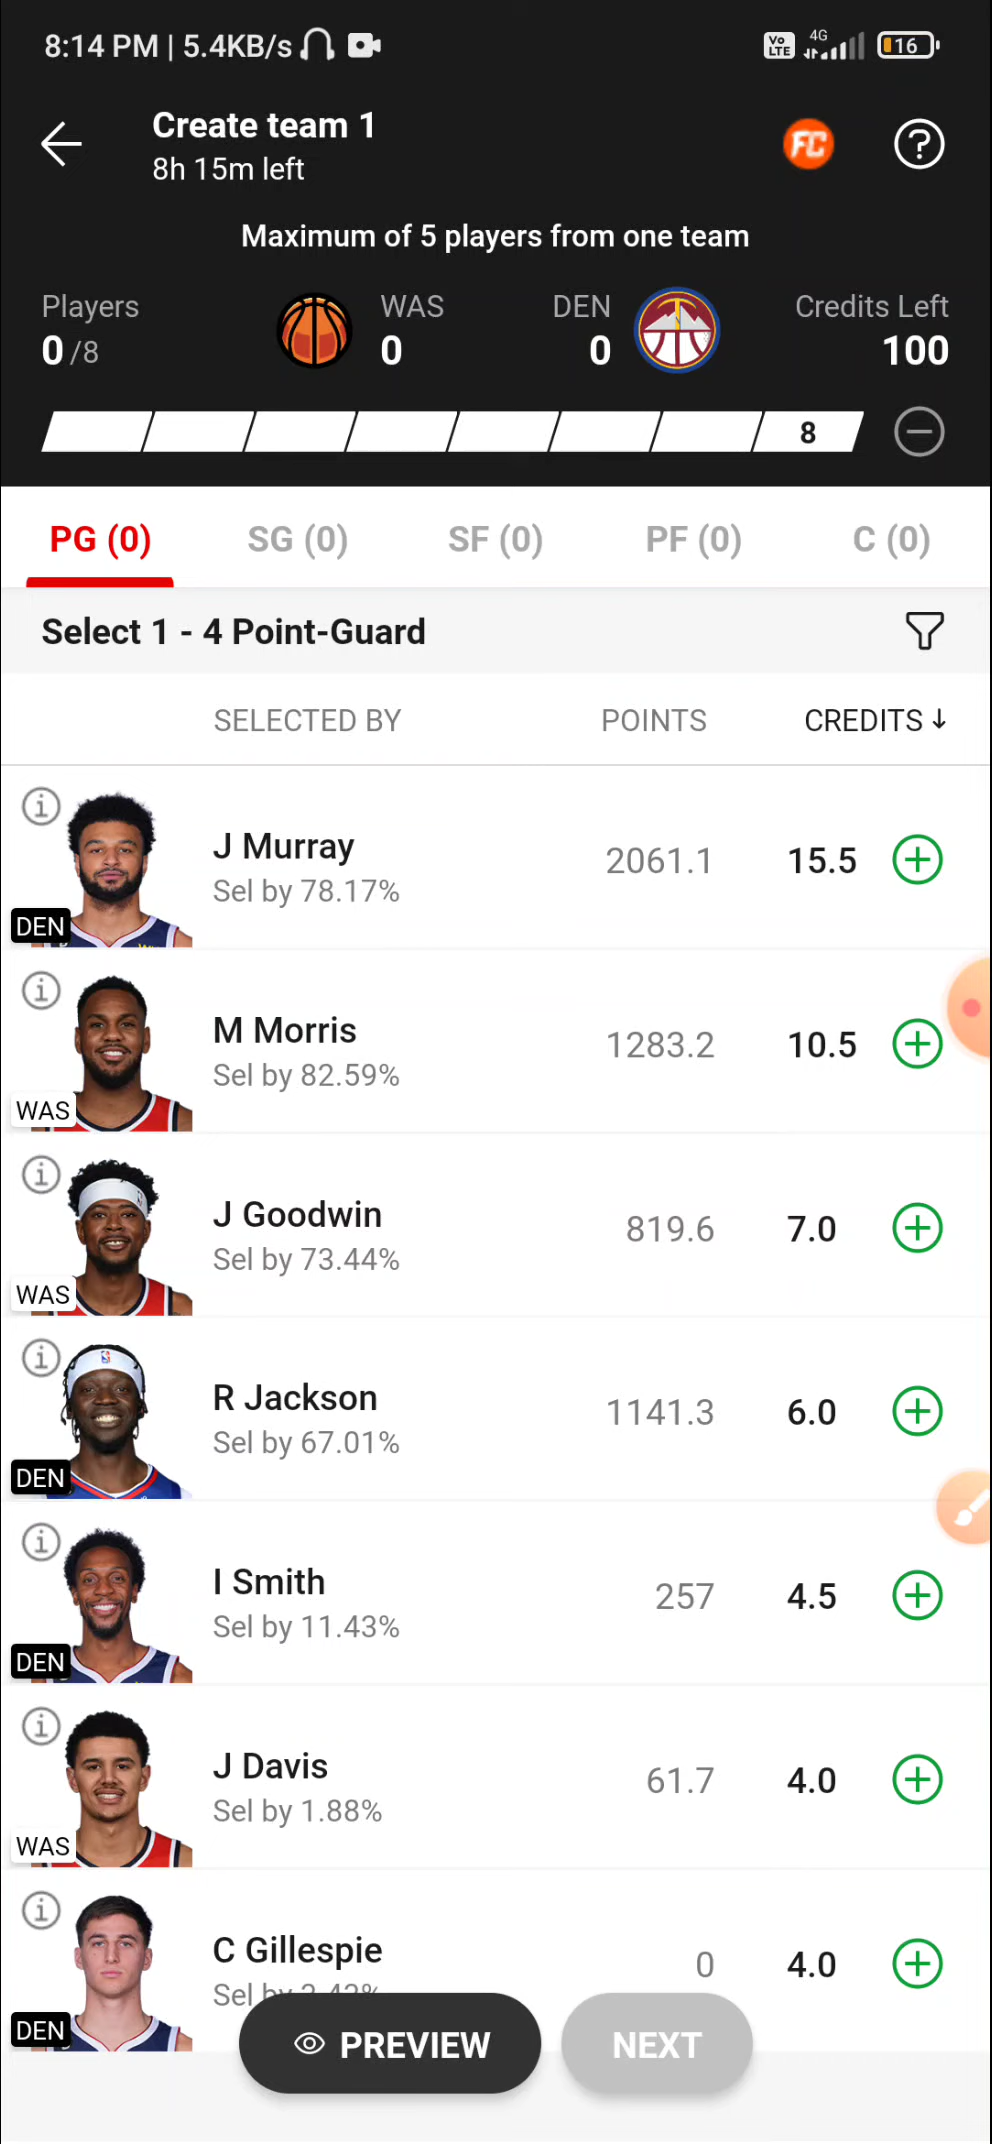 8:14 PM | 5.4KB/s
Vo LTE 4G 16
Create team 1
8h 15m left
FC
?
Maximum of 5 players from one team
Players WAS DEN Credits Left
0 /8 0 0 100
8
PG (0) SG (0) SF (0) PF (0) C (0)
Select 1 - 4 Point-Guard
SELECTED BY POINTS CREDITS ↓
J Murray
Sel by 78.17%
2061.1 15.5
DEN
M Morris
Sel by 82.59%
1283.2 10.5
WAS
J Goodwin
Sel by 73.44%
819.6 7.0
WAS
R Jackson
Sel by 67.01%
1141.3 6.0
DEN
I Smith
Sel by 11.43%
257 4.5
DEN
J Davis
Sel by 1.88%
61.7 4.0
WAS
C Gillespie
Sel by
0 4.0
DEN
PREVIEW NEXT